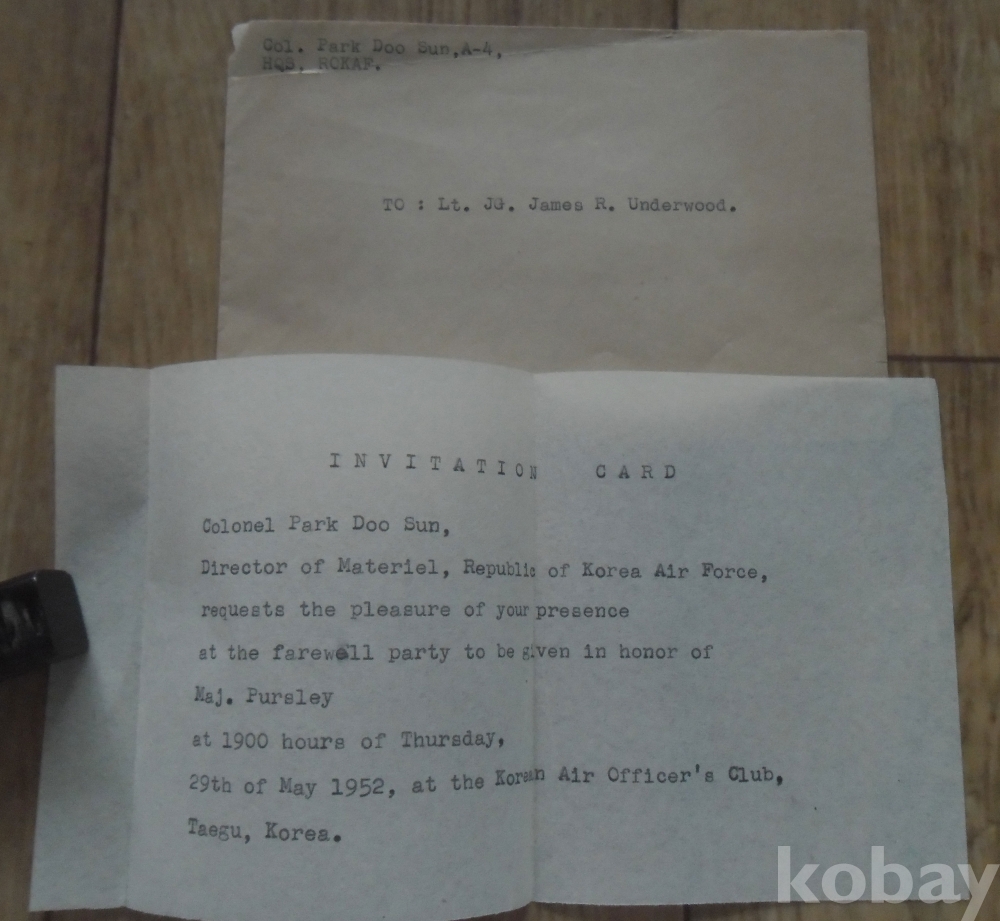 Col. Park Doo Sun,A-4,
HQS, ROKAF.
TO : Lt. JG. James R. Underwood.
INVITATION CARD
Colonel Park Doo Sun,
Director of Materiel, Republic of Korea Air Force,
requests the pleasure of your presence
at the farewell party to be given in honor of
Maj. Pursley
at 1900 hours of Thursday,
29th of May 1952, at the Korean Air Officer's Club,
Taegu, Korea.
kobay